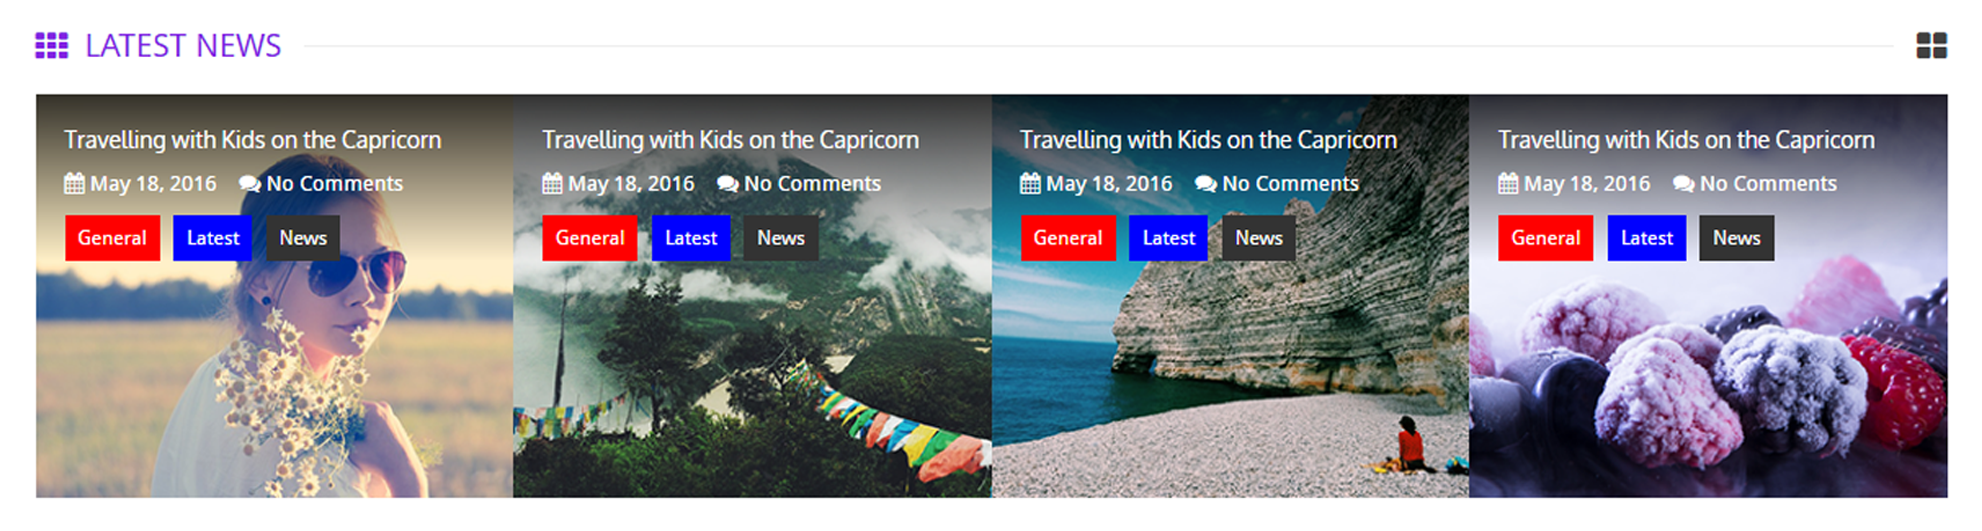 LATEST NEWS
Travelling with Kids on the Capricorn
May 18, 2016 No Comments
General Latest News
Travelling with Kids on the Capricorn
May 18, 2016 No Comments
General Latest News
Travelling with Kids on the Capricorn
May 18, 2016 No Comments
General Latest News
Travelling with Kids on the Capricorn
May 18, 2016 No Comments
General Latest News